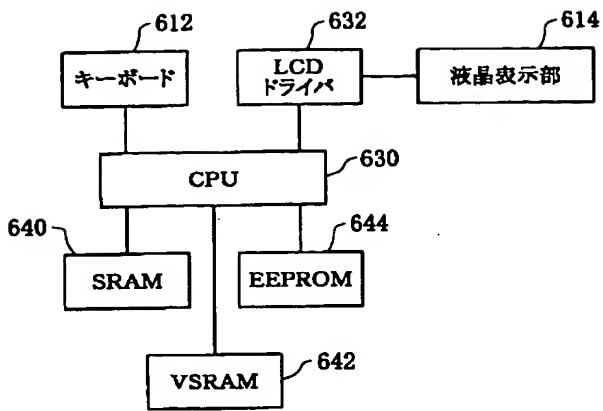 612
632
614
キーボード
LCD
ドライバ
液晶表示部
CPU
630
640
644
SRAM
EEPROM
VSRAM
642